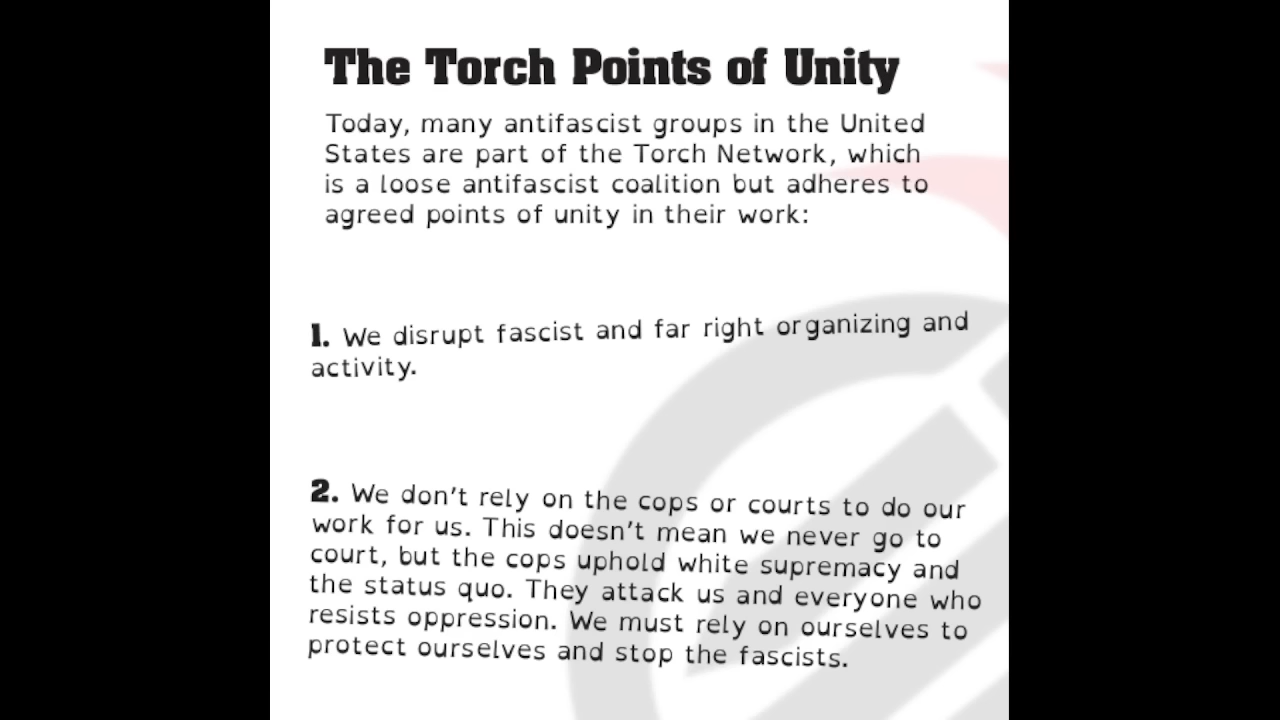 The Torch Points of Unity
Today, many antifascist groups in the United
States are part of the Torch Network, which
is a loose antifascist coalition but adheres to
agreed points of unity in their work:
1. We disrupt fascist and far right organizing and
activity.
2. We don't rely on the cops or courts to do our
work for us. This doesn't mean we never go to
court, but the cops uphold white supremacy and
the status quo. They attack us and everyone who
resists oppression. We must rely on ourselves to
protect ourselves and stop the fascists.